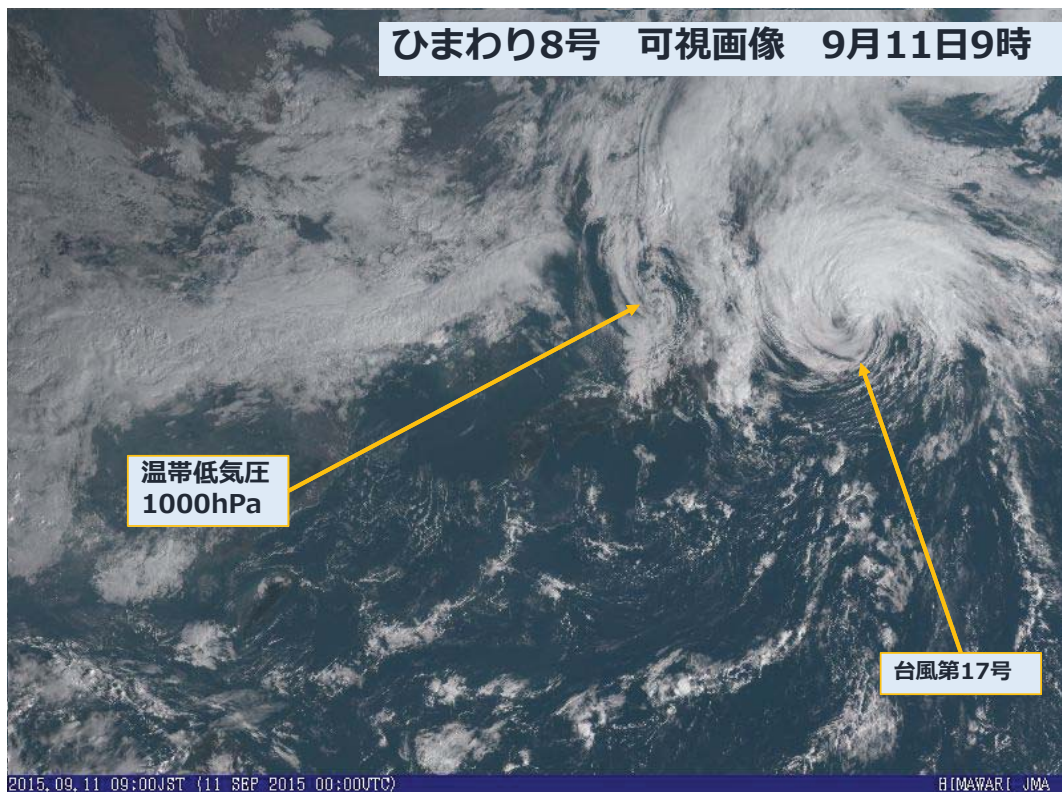 ひまわり8号　可視画像　9月11日9時
温帯低気圧
1000hPa
台風第17号
2015.09.11 09:00JST (11 SEP 2015 00:00UTC)
HIMAWARI JMA